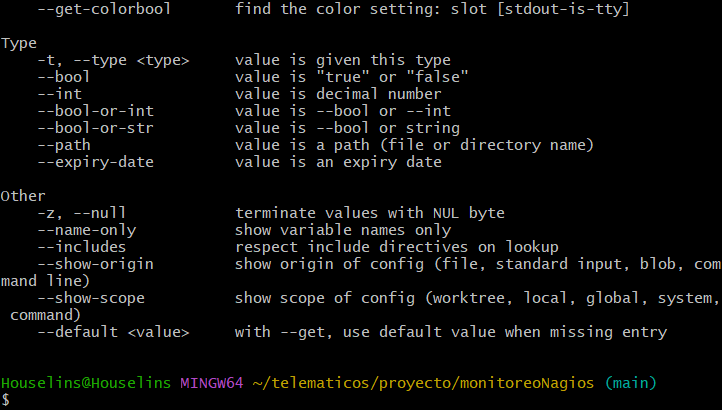 --get-colorbool        find the color setting: slot [stdout-is-tty]
Type
-t, --type <type>     value is given this type
--bool                value is "true" or "false"
--int                 value is decimal number
--bool-or-int         value is --bool or --int
--bool-or-str         value is --bool or string
--path                value is a path (file or directory name)
--expiry-date         value is an expiry date
Other
-z, --null            terminate values with NUL byte
--name-only           show variable names only
--includes            respect include directives on lookup
--show-origin         show origin of config (file, standard input, blob, com
mand line)
--show-scope          show scope of config (worktree, local, global, system,
command)
--default <value>     with --get, use default value when missing entry
Houselins@Houselins MINGW64 ~/telematicos/proyecto/monitoreoNagios (main)
$